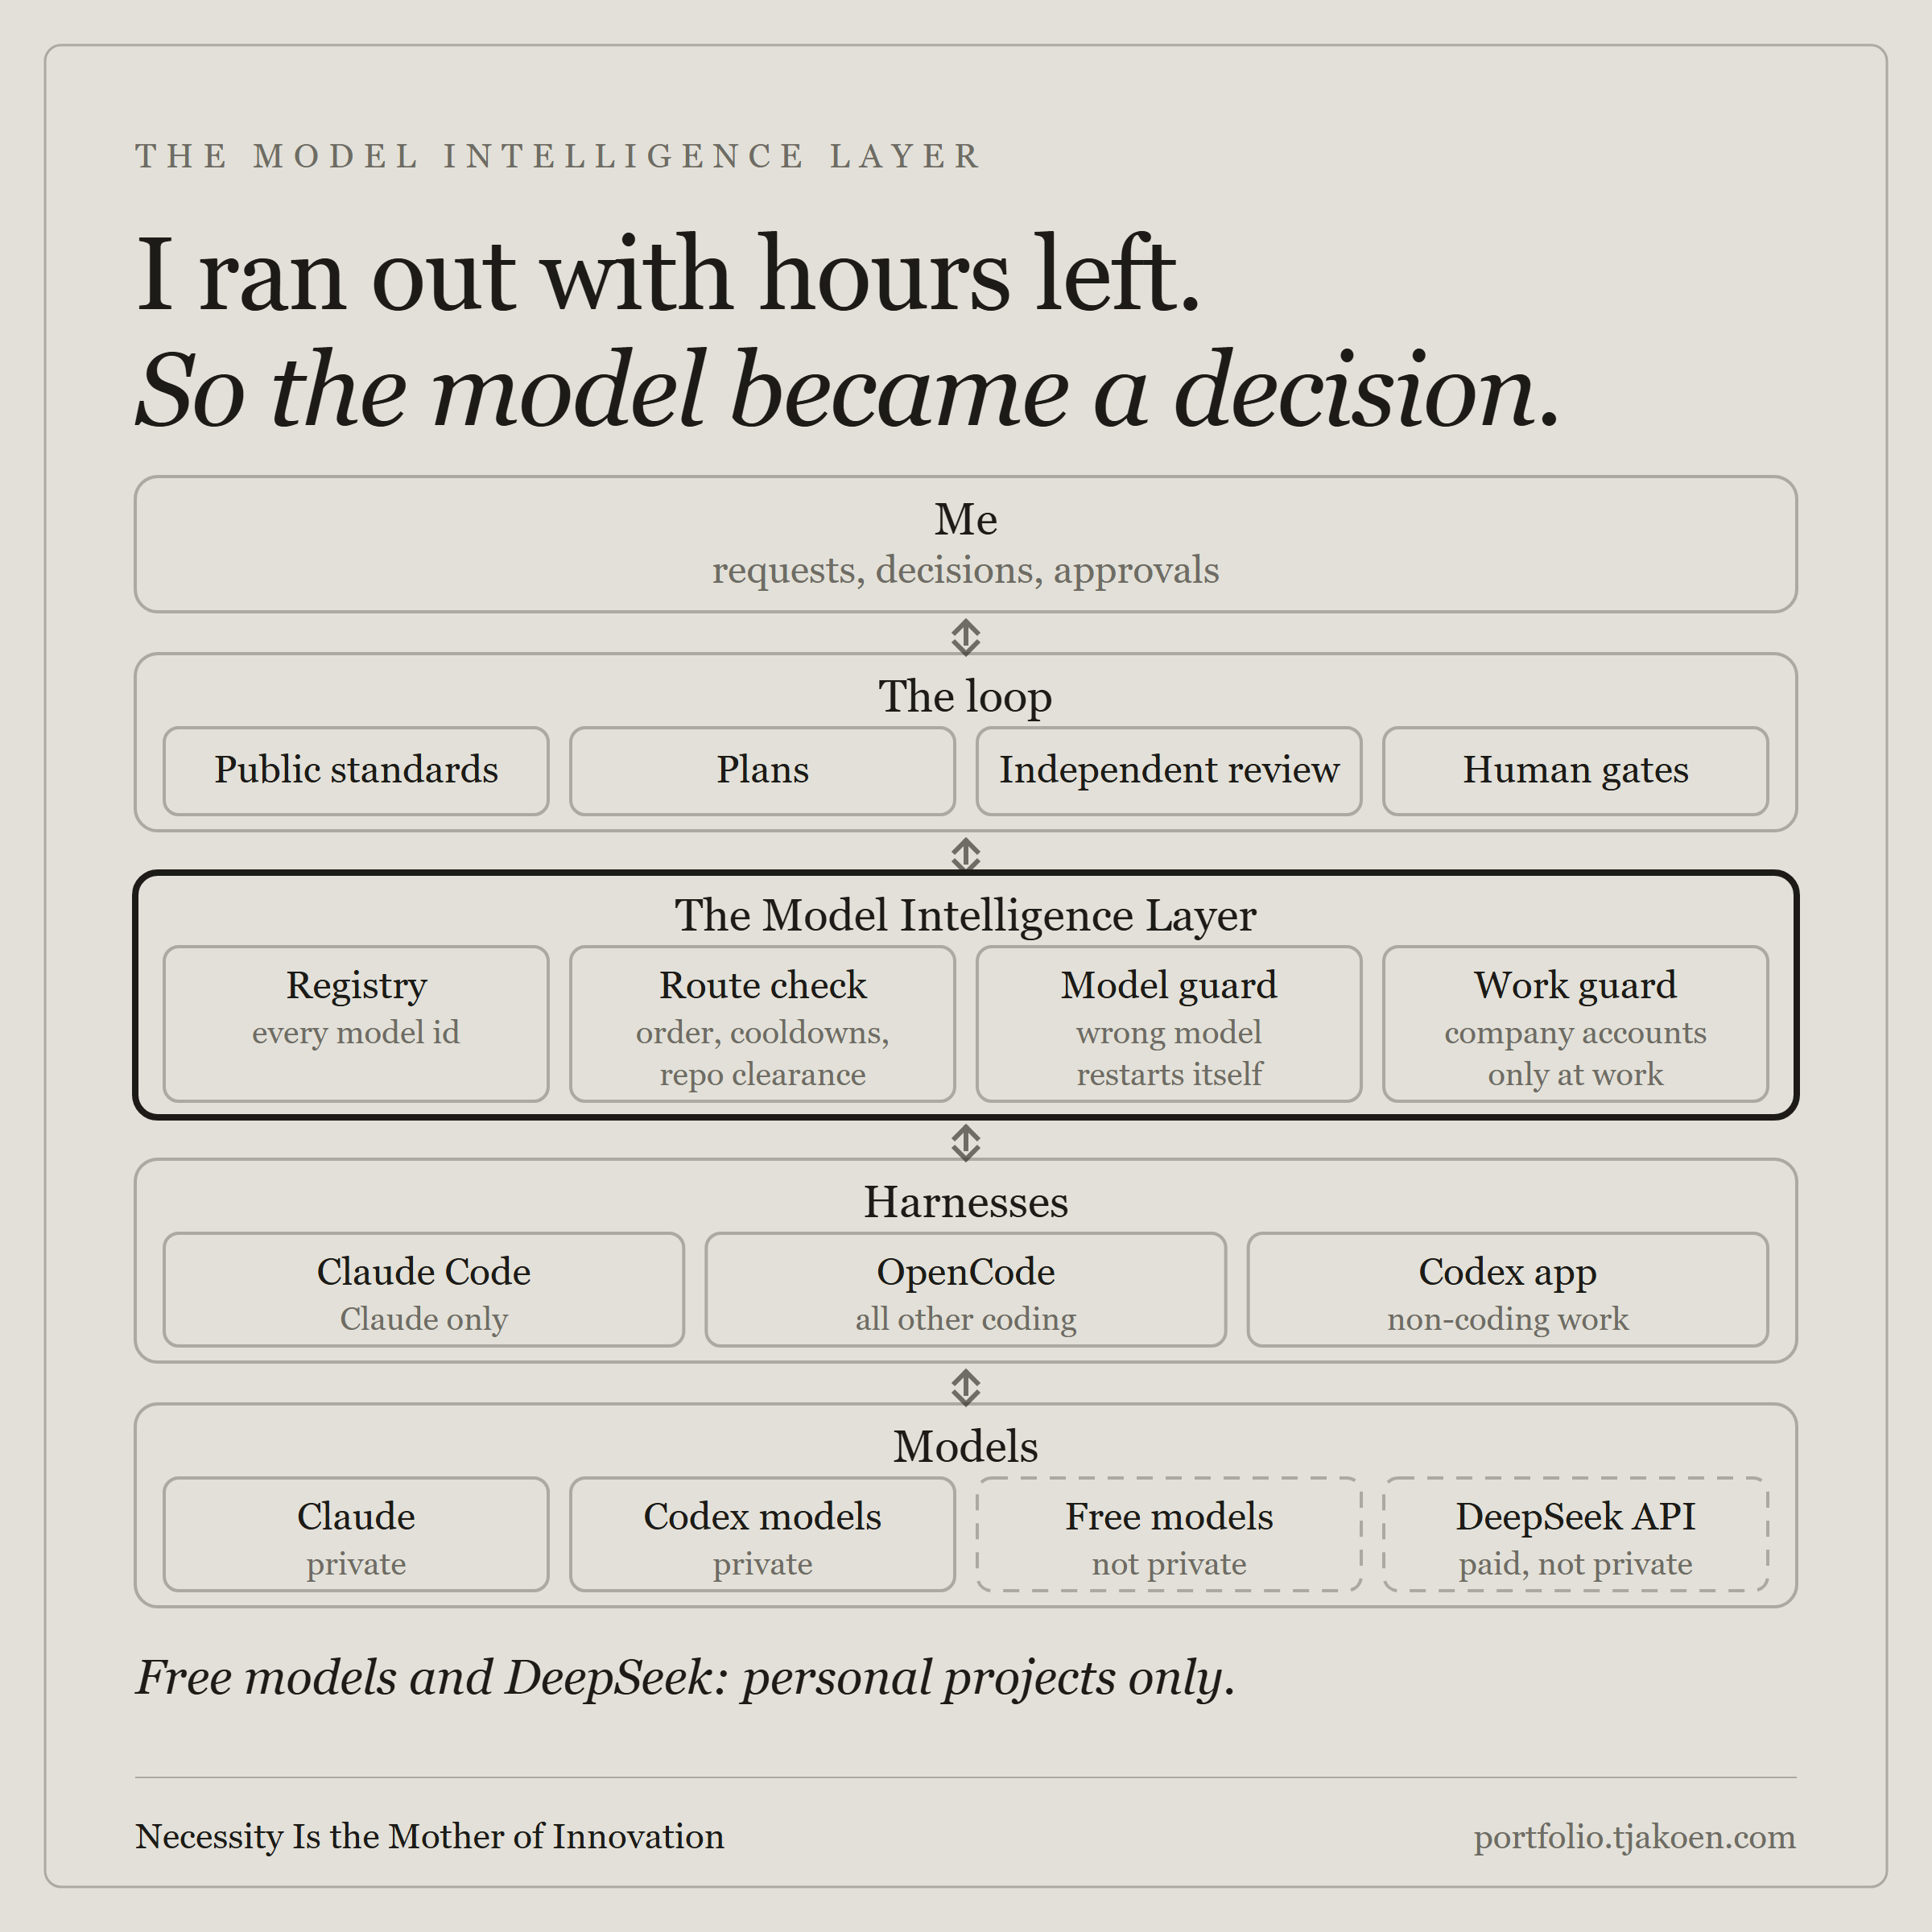 THE MODEL INTELLIGENCE LAYER
I ran out with hours left.
So the model became a decision.
Me
requests, decisions, approvals
The loop
Public standards
Plans
Independent review
Human gates
The Model Intelligence Layer
Registry
every model id
Route check
order, cooldowns,
repo clearance
Model guard
wrong model
restarts itself
Work guard
company accounts
only at work
Harnesses
Claude Code
Claude only
OpenCode
all other coding
Codex app
non-coding work
Models
Claude
private
Codex models
private
Free models
not private
DeepSeek API
paid, not private
Free models and DeepSeek: personal projects only.
Necessity Is the Mother of Innovation
portfolio.tjakoen.com